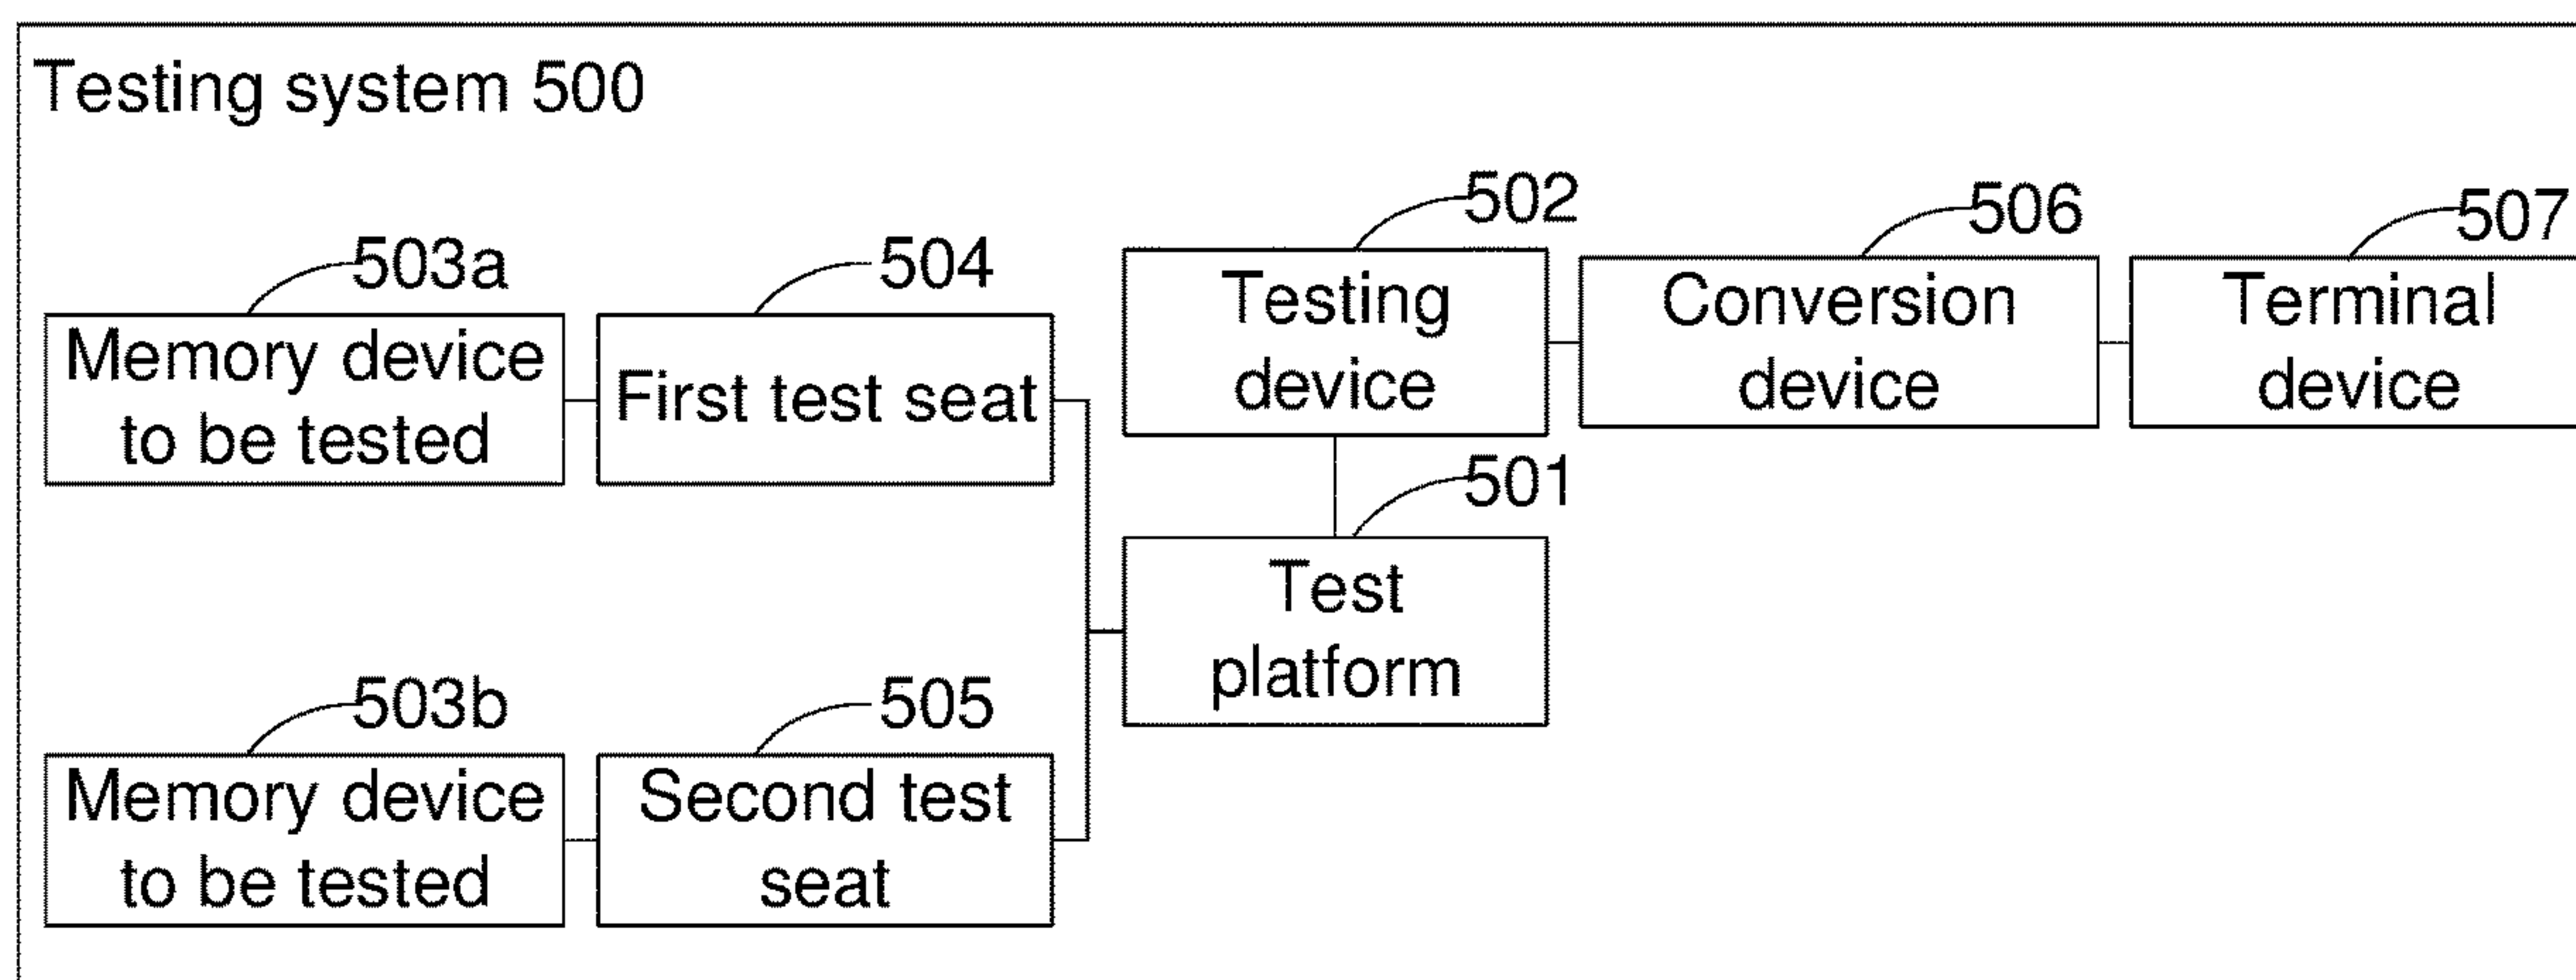 Testing system 500
503a
Memory device
to be tested
504
First test seat
502
Testing
device
506
Conversion
device
507
Terminal
device
501
Test
platform
503b
Memory device
to be tested
505
Second test
seat